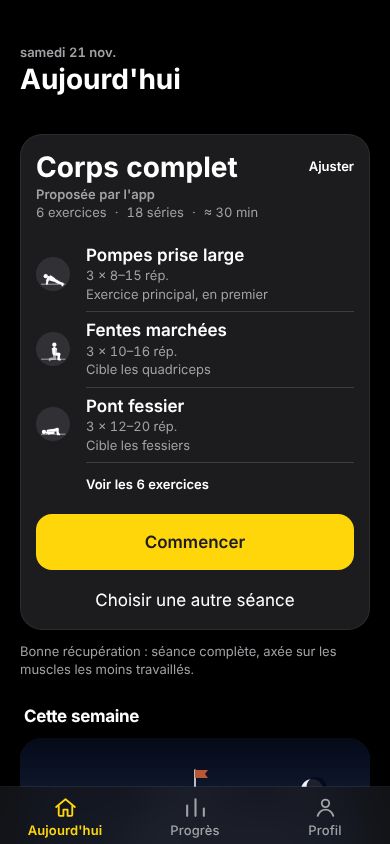 samedi 21 nov.
Aujourd'hui
Corps complet
Ajuster
Proposée par l'app
6 exercices · 18 séries · ≈ 30 min
Pompes prise large
3 × 8–15 rép.
Exercice principal, en premier
Fentes marchées
3 × 10–16 rép.
Cible les quadriceps
Pont fessier
3 × 12–20 rép.
Cible les fessiers
Voir les 6 exercices
Commencer
Choisir une autre séance
Bonne récupération : séance complète, axée sur les
muscles les moins travaillés.
Cette semaine
Aujourd'hui
Progrès
Profil